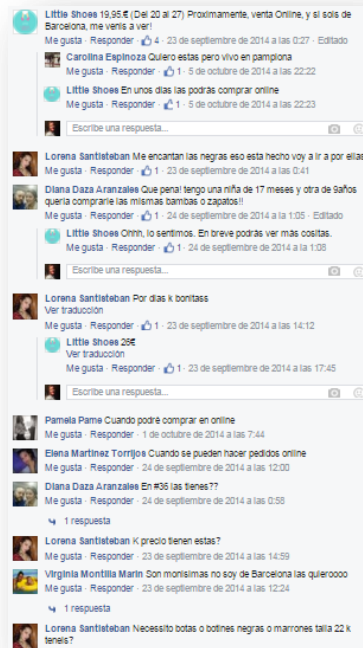 Little Shoes 19,95.€ (Del 20 al 27) Proximamente, venta Online, y si sois de
Barcelona, me venis a ver!
Me gusta · Responder · 4 · 23 de septiembre de 2014 a las 0:27 · Editado
Carolina Espinoza Quiero estas pero vivo en pamplona
Me gusta · Responder · 1 · 5 de octubre de 2014 a las 22:22
Little Shoes En unos dias las podrás comprar online
Me gusta · Responder · 1 · 5 de octubre de 2014 a las 22:23
Escribe una respuesta...
Lorena Santisteban Me encantan las negras eso esta hecho voy a ir a por ellas
Me gusta · Responder · 1 · 23 de septiembre de 2014 a las 0:41
Diana Daza Aranzales Que pena! tengo una niña de 17 meses y otra de 9años
queria comprarle las mismas bambas o zapatos!!
Me gusta · Responder · 1 · 24 de septiembre de 2014 a la 1:05 · Editado
Little Shoes Ohhh, lo sentimos. En breve podrás ver más cositas.
Me gusta · Responder · 1 · 24 de septiembre de 2014 a la 1:08
Escribe una respuesta...
Lorena Santisteban Por dias k bonitass
Ver traducción
Me gusta · Responder · 1 · 23 de septiembre de 2014 a las 14:12
Little Shoes 26€
Ver traducción
Me gusta · Responder · 1 · 23 de septiembre de 2014 a las 17:45
Escribe una respuesta...
Pamela Pame Cuando podré comprar en online
Me gusta · Responder · 1 de octubre de 2014 a las 7:44
Elena Martinez Torrijos Cuando se pueden hacer pedidos online
Me gusta · Responder · 24 de septiembre de 2014 a las 12:00
Diana Daza Aranzales En #36 las tienes??
Me gusta · Responder · 24 de septiembre de 2014 a las 0:58
1 respuesta
Lorena Santisteban K precio tienen estas?
Me gusta · Responder · 23 de septiembre de 2014 a las 14:59
Virginia Montilla Marin Son monisimas no soy de Barcelona las quieroooo
Me gusta · Responder · 23 de septiembre de 2014 a las 12:24
1 respuesta
Lorena Santisteban Necessito botas o botines negras o marrones talla 22 k
teneis?